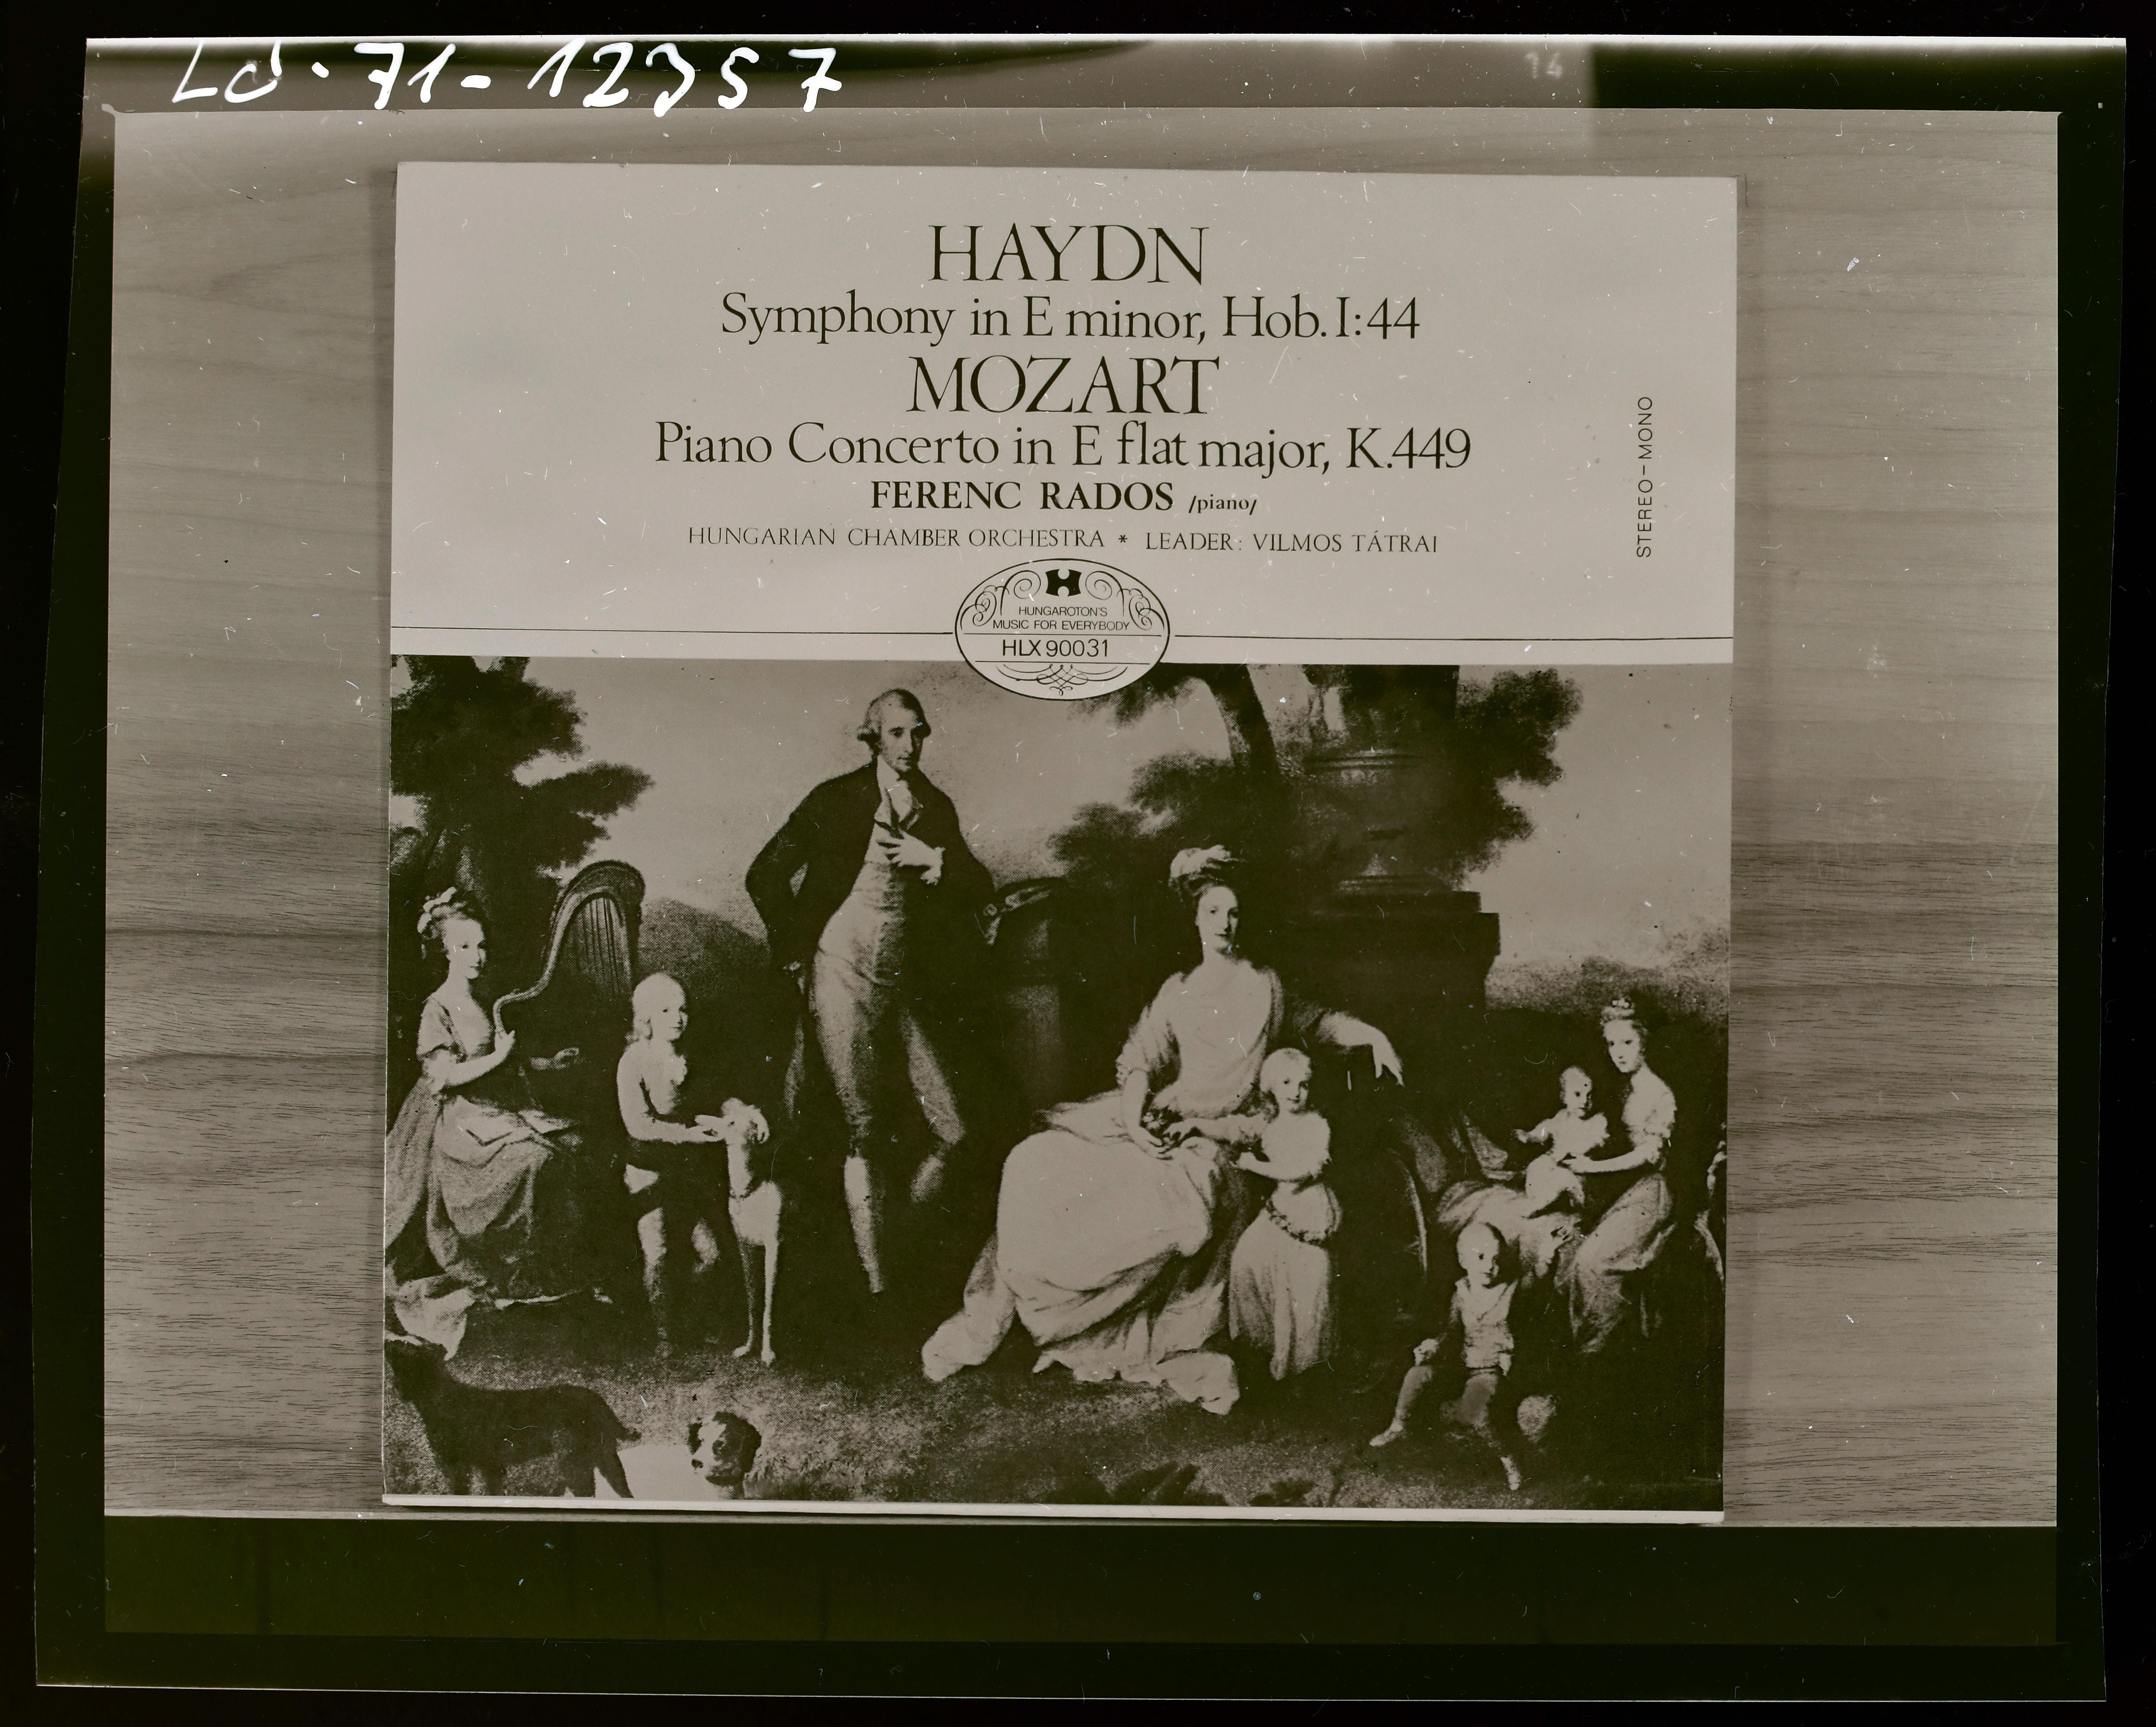 LÖ-71-12357
14
HAYDN
Symphony in E minor, Hob. I:44
MOZART
Piano Concerto in E flat major, K.449
FERENC RADOS /piano/
HUNGARIAN CHAMBER ORCHESTRA * LEADER: VILMOS TÁTRAI
STEREO-MONO
HUNGAROTON'S
MUSIC FOR EVERYBODY
HLX 90031